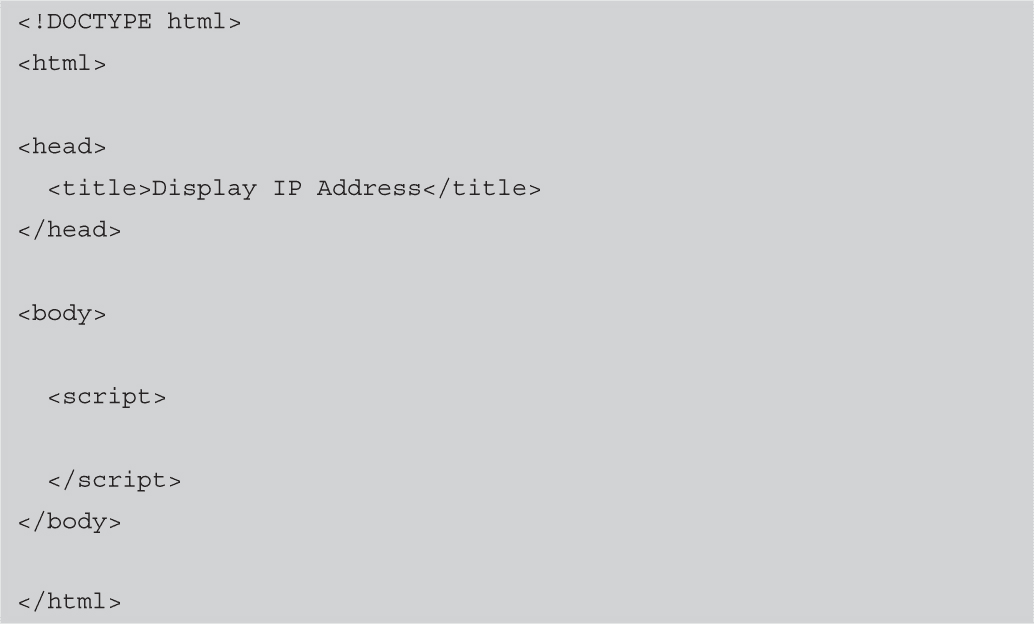 <!DOCTYPE html>
<html>
<head>
<title>Display IP Address</title>
</head>
<body>
<script>
</script>
</body>
</html>